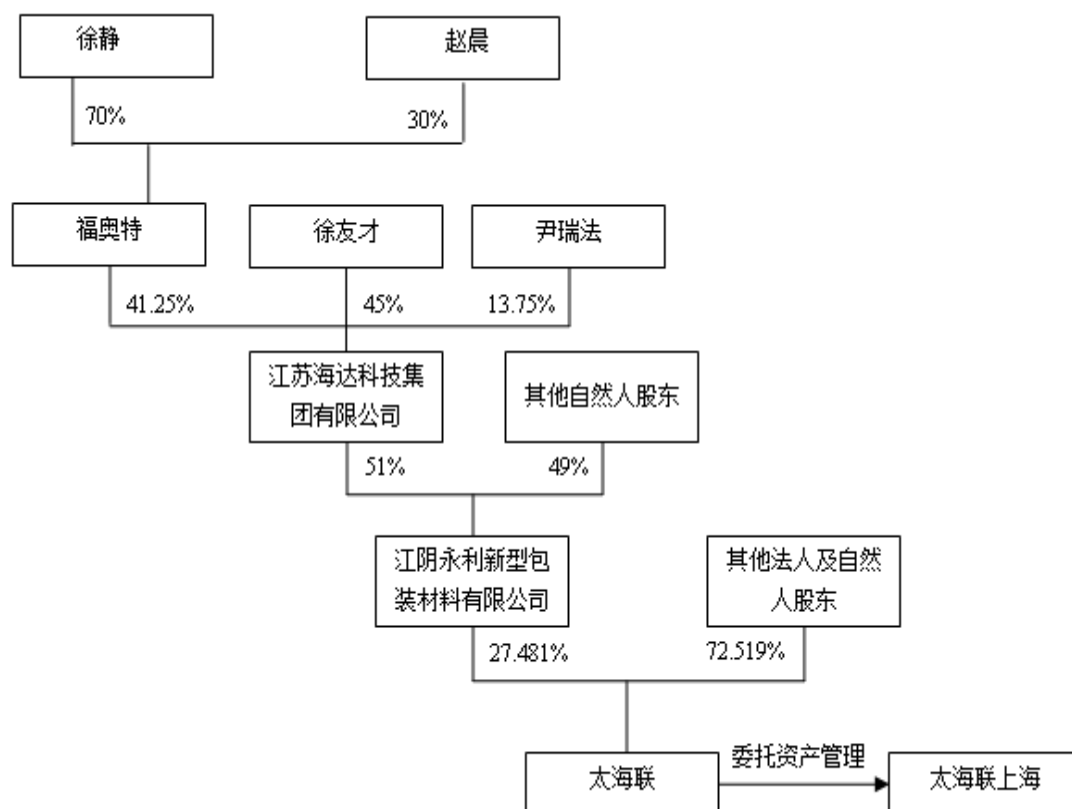 徐静
赵晨
70%
30%
福奥特
徐友才
尹瑞法
41.25%
45%
13.75%
江苏海达科技集
团有限公司
其他自然人股东
51%
49%
江阴永利新型包
装材料有限公司
其他法人及自然
人股东
27.481%
72.519%
太海联
委托资产管理
太海联上海